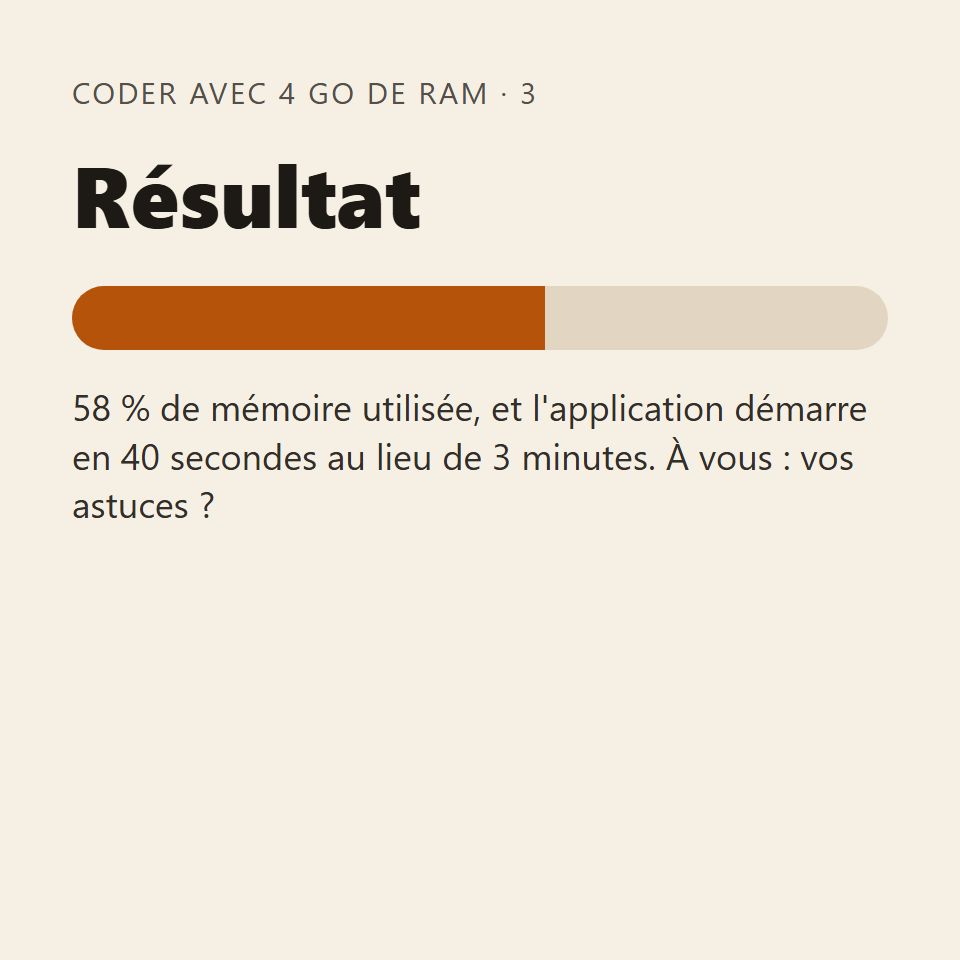 CODER AVEC 4 GO DE RAM · 3
Résultat
58 % de mémoire utilisée, et l'application démarre
en 40 secondes au lieu de 3 minutes. À vous : vos
astuces ?